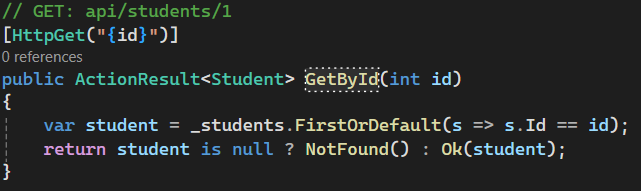 // GET: api/students/1
[HttpGet("{id}")]
0 references
public ActionResult<Student> GetById(int id)
{
    var student = _students.FirstOrDefault(s => s.Id == id);
    return student is null ? NotFound() : Ok(student);
}